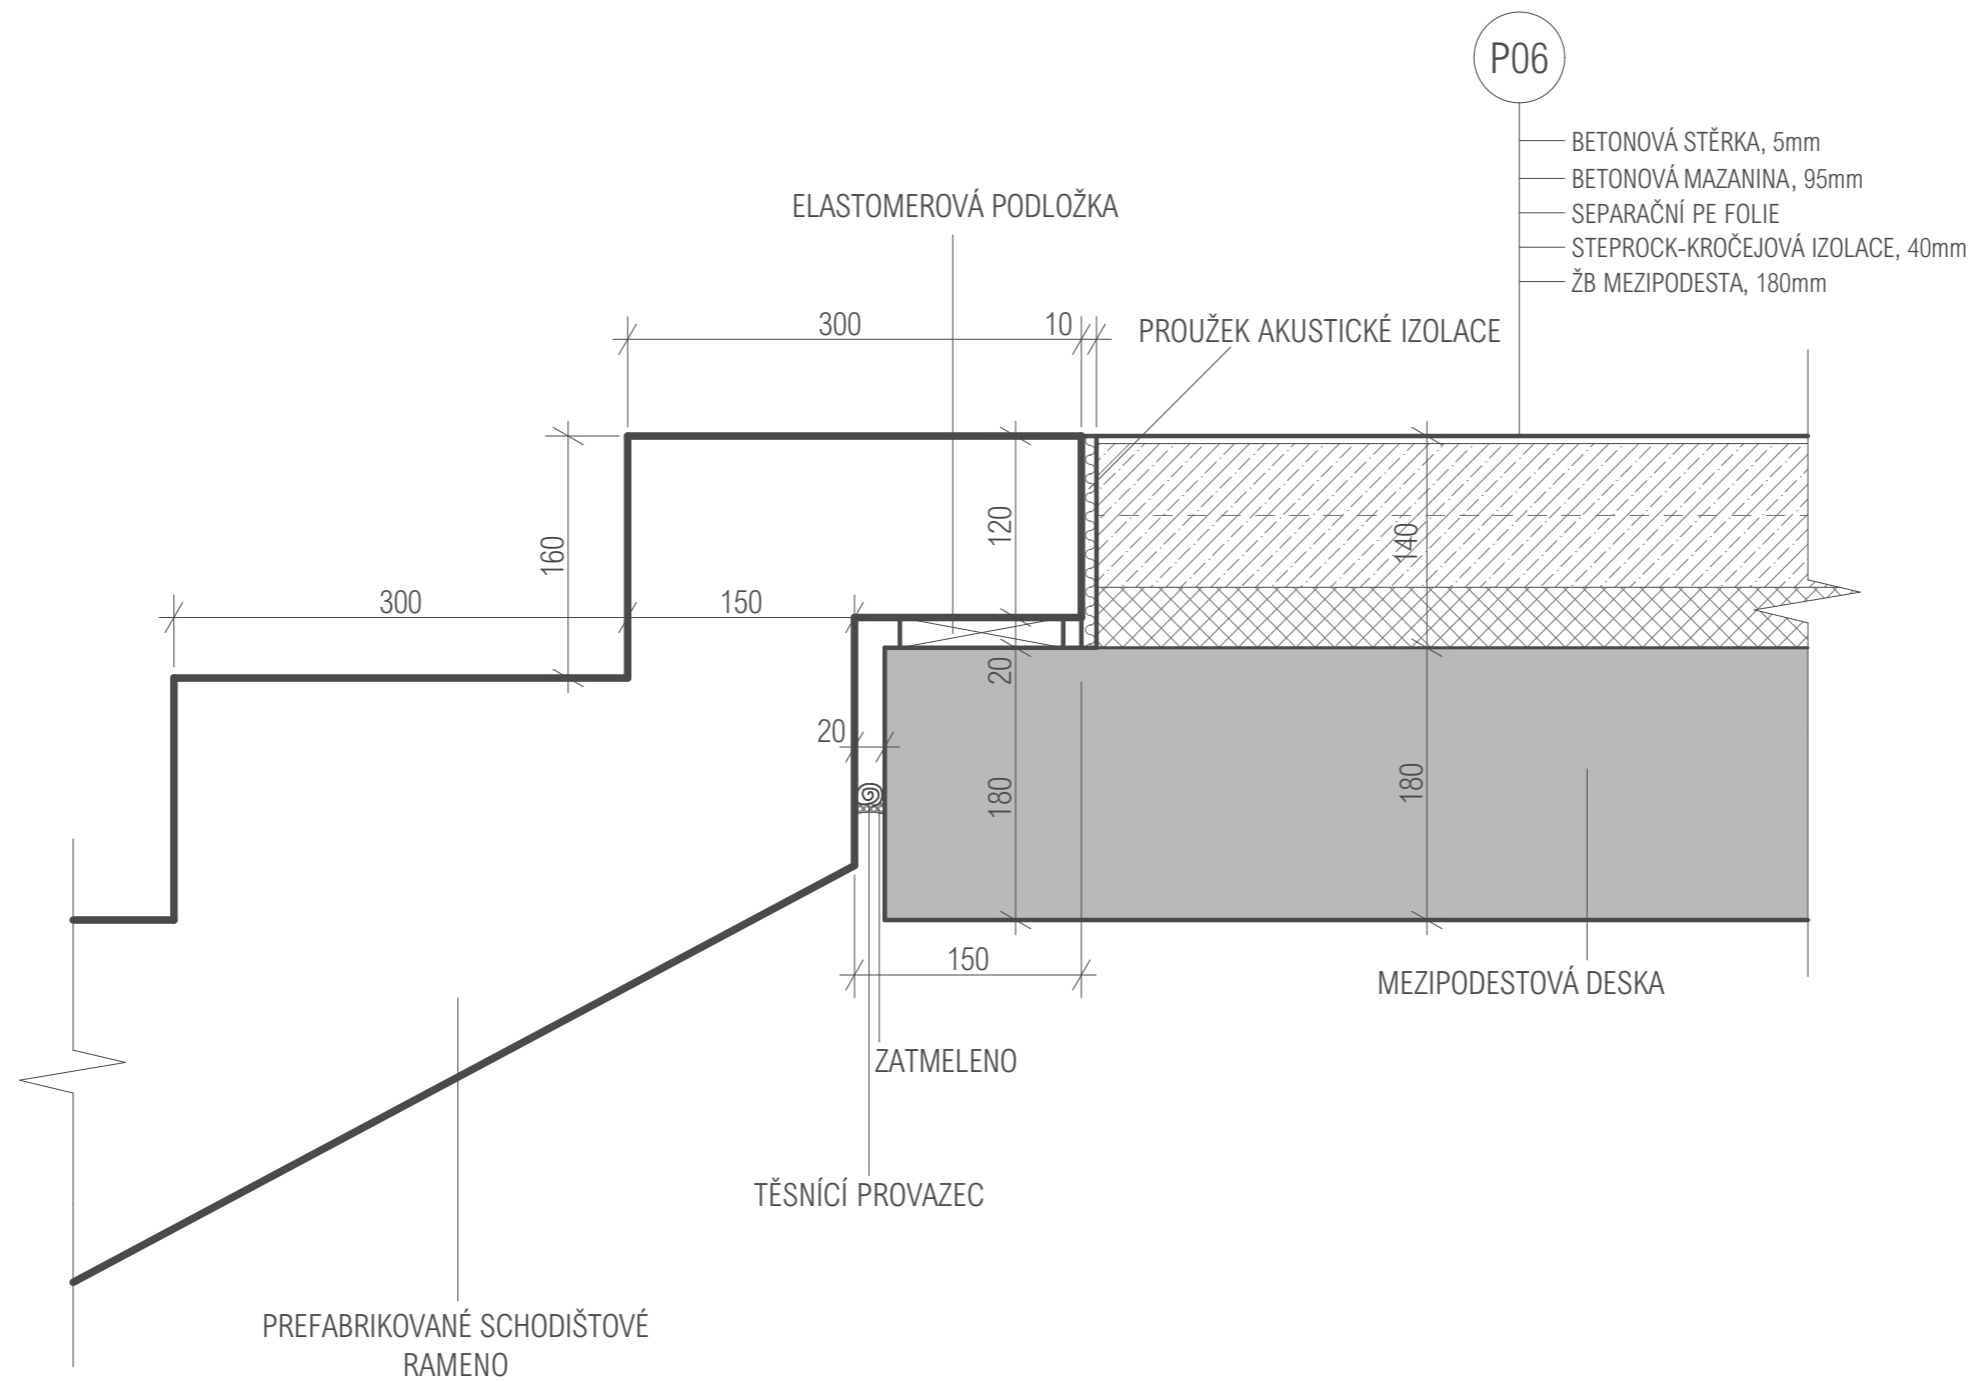 P06
BETONOVÁ STĚRKA, 5mm
BETONOVÁ MAZANINA, 95mm
SEPARAČNÍ PE FOLIE
STEPROCK-KROČEJOVÁ IZOLACE, 40mm
ŽB MEZIPODESTA, 180mm
ELASTOMEROVÁ PODLOŽKA
300
10
PROUŽEK AKUSTICKÉ IZOLACE
160
120
140
300
150
20
20
180
180
150
MEZIPODESTOVÁ DESKA
ZATMELENO
TĚSNÍCÍ PROVAZEC
PREFABRIKOVANÉ SCHODIŠTOVÉ
RAMENO